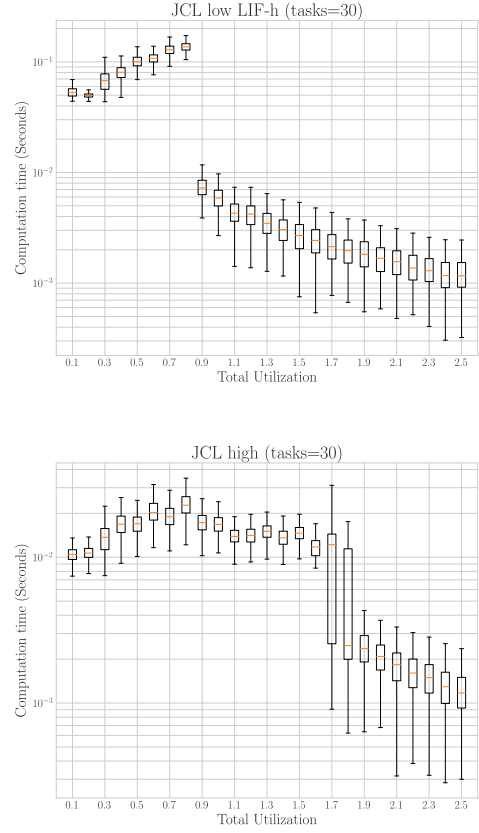 JCL low LIF-h (tasks=30)
Computation time (Seconds)
10⁻¹
10⁻²
10⁻³
0.1 0.3 0.5 0.7 0.9 1.1 1.3 1.5 1.7 1.9 2.1 2.3 2.5
Total Utilization
JCL high (tasks=30)
Computation time (Seconds)
10⁻²
10⁻³
0.1 0.3 0.5 0.7 0.9 1.1 1.3 1.5 1.7 1.9 2.1 2.3 2.5
Total Utilization